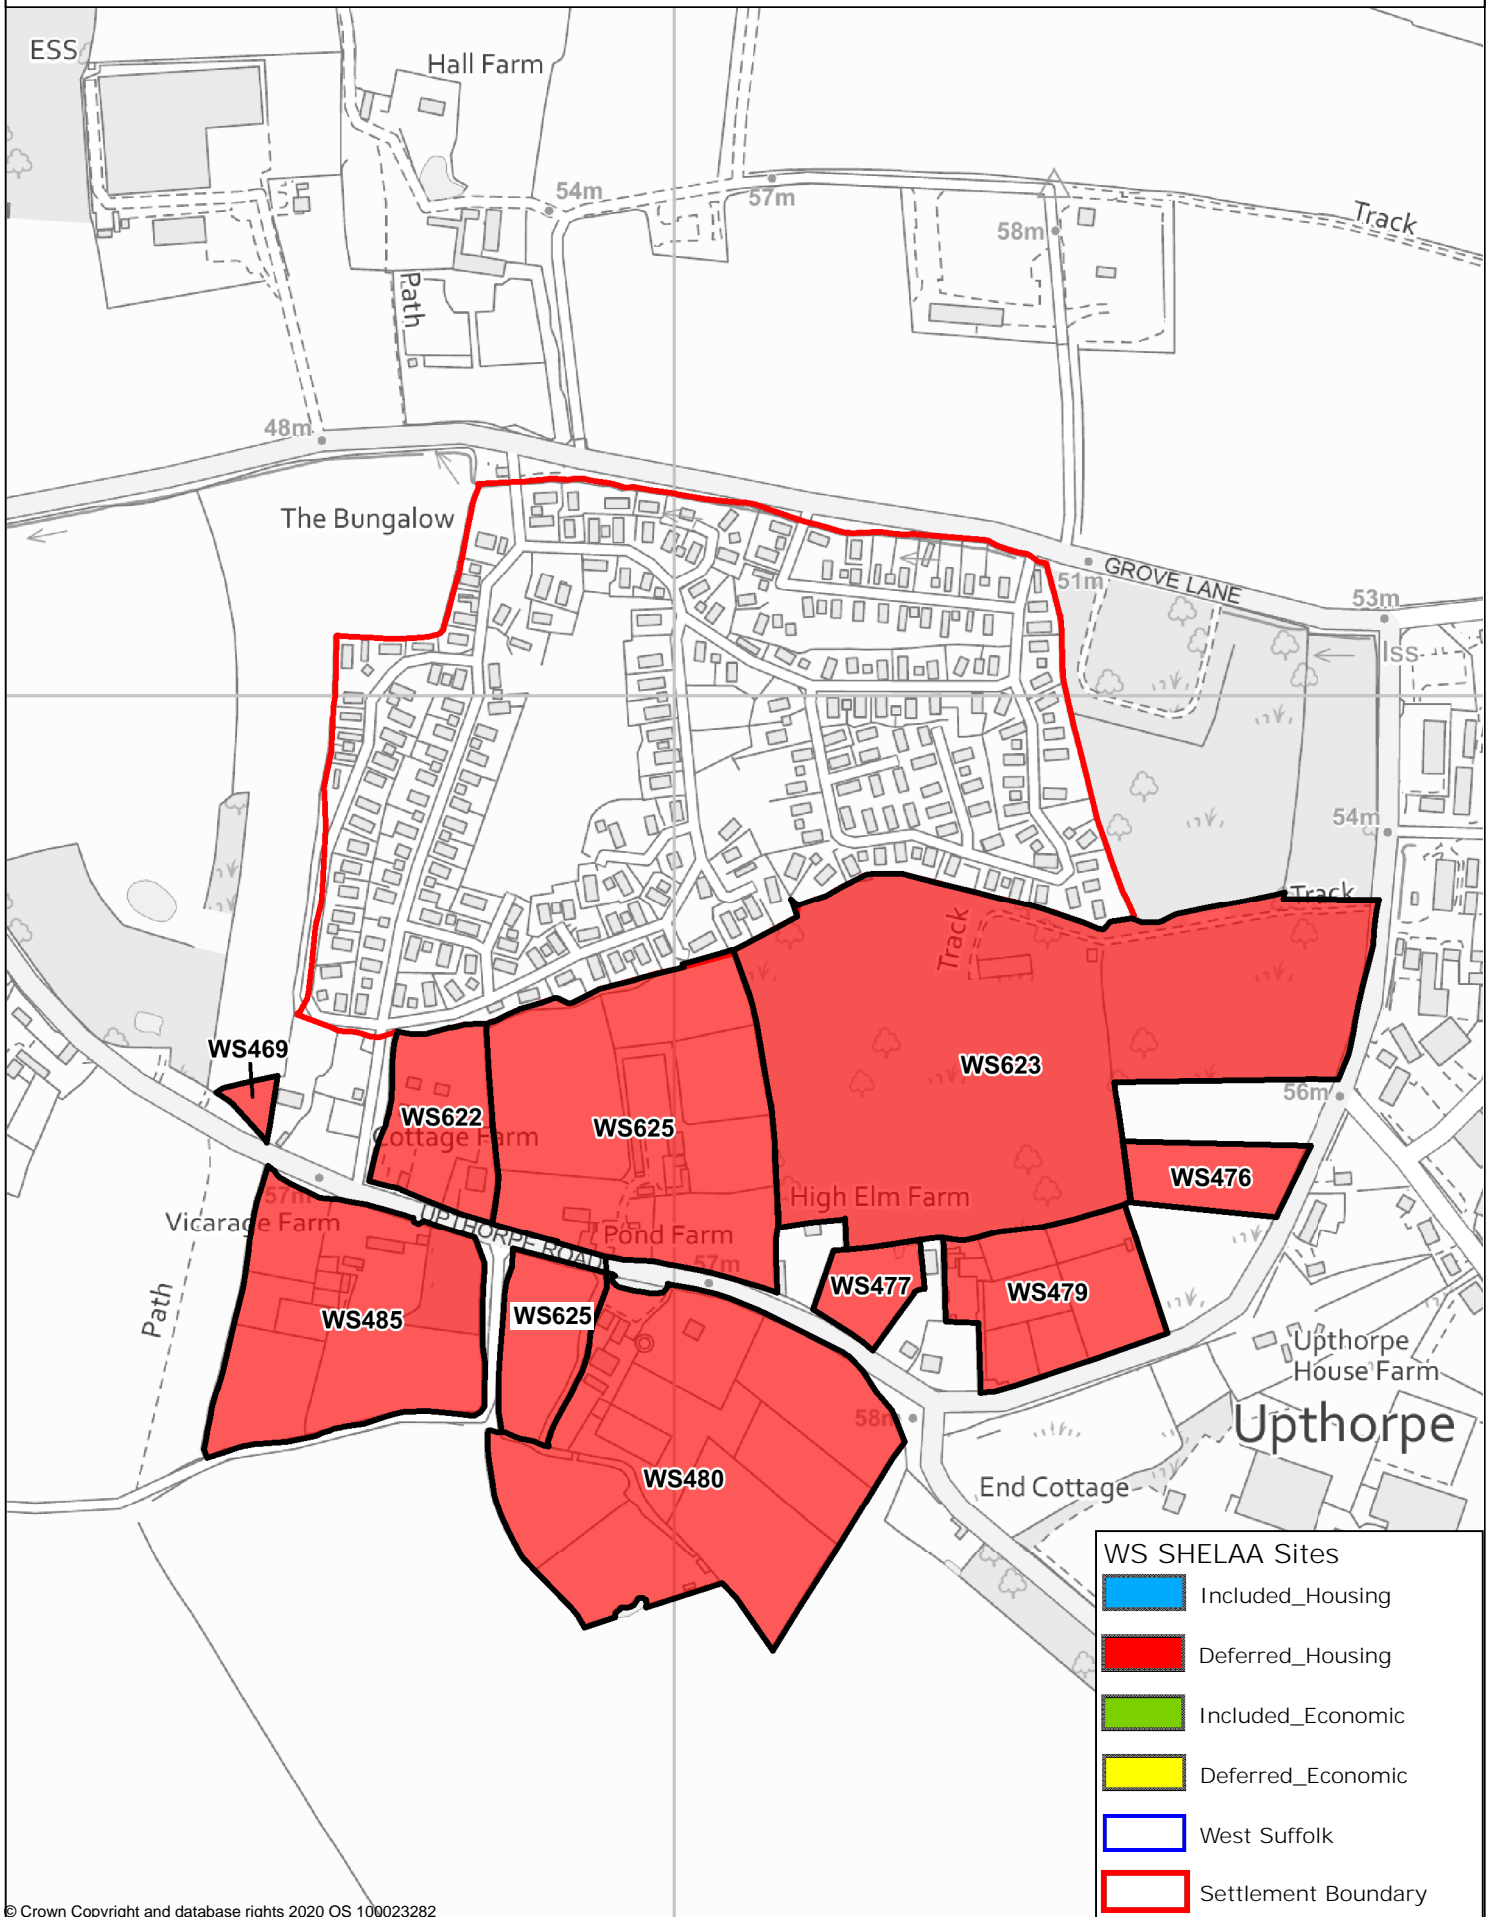 ESS
Hall Farm
54m
57m
58m
Track
Path
48m
The Bungalow
51m
GROVE LANE
53m
Iss
54m
Track
Track
WS469
WS623
56m
WS622
Cottage Farm
WS625
WS476
High Elm Farm
57m
Vicarage Farm
UPTHORPE ROAD
Pond Farm
57m
WS477
WS479
Path
WS485
WS625
Upthorpe
House Farm
58m
Upthorpe
WS480
End Cottage
WS SHELAA Sites
Included_Housing
Deferred_Housing
Included_Economic
Deferred_Economic
West Suffolk
Settlement Boundary
© Crown Copyright and database rights 2020 OS 100023282